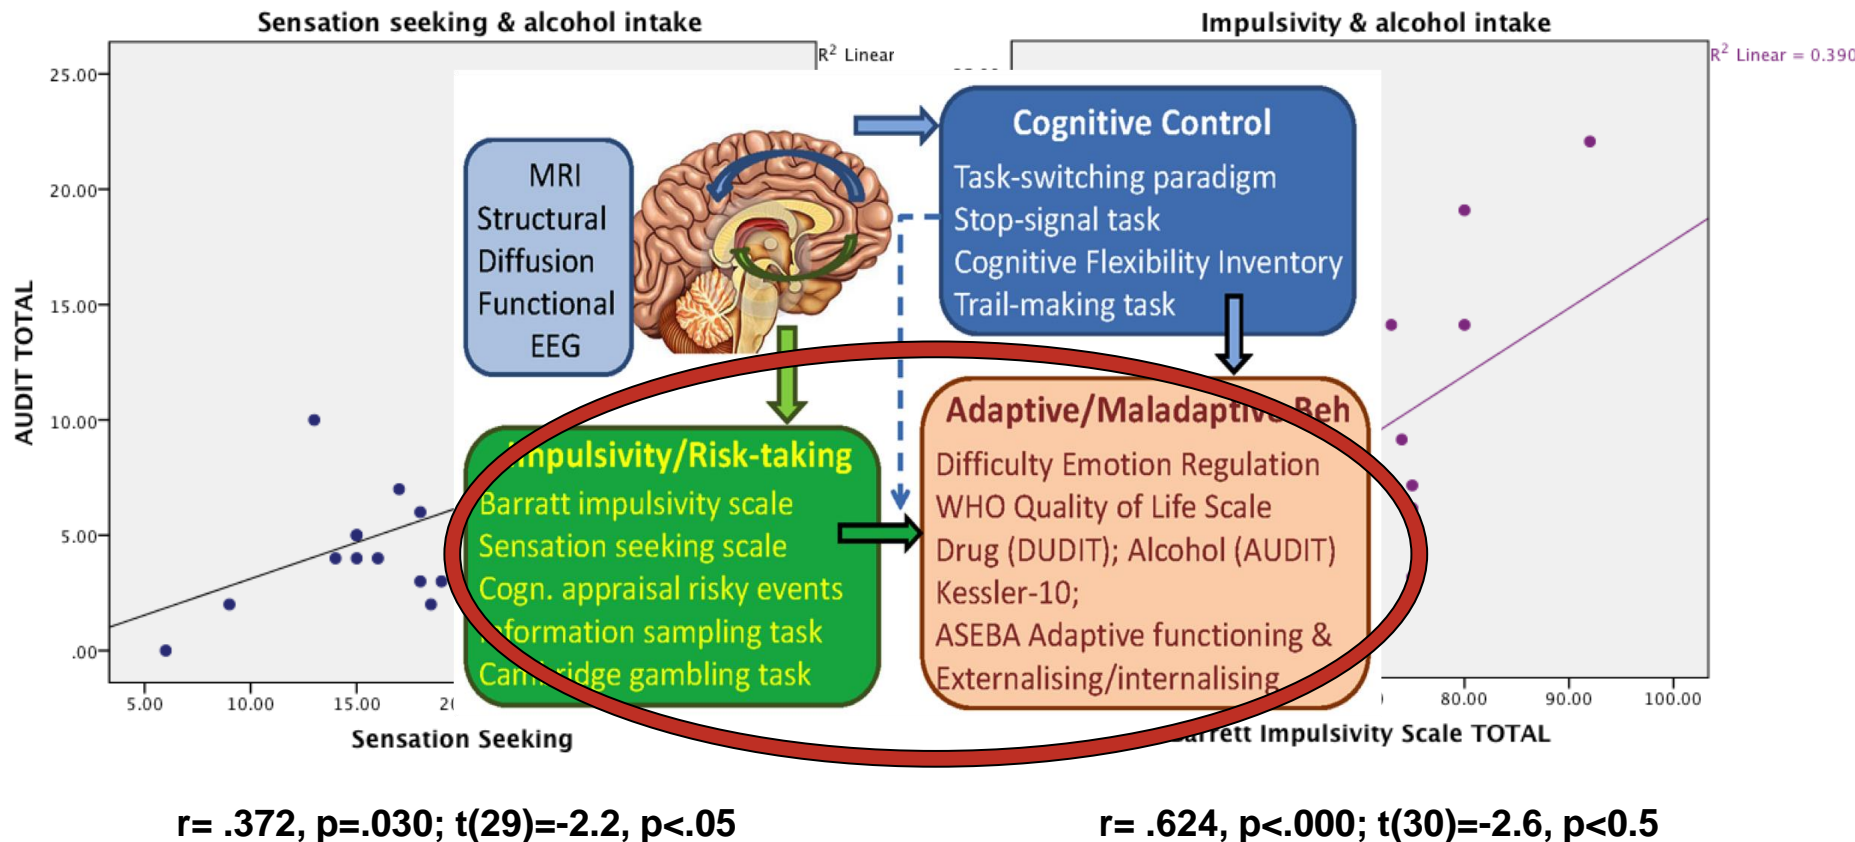 Sensation seeking & alcohol intake
R² Linear
25.00
20.00
15.00
10.00
5.00
.00
AUDIT TOTAL
5.00 10.00 15.00
Sensation Seeking
Impulsivity & alcohol intake
R² Linear = 0.390
80.00 90.00 100.00
Impulsivity Scale TOTAL
MRI
Structural
Diffusion
Functional
EEG
Cognitive Control
Task-switching paradigm
Stop-signal task
Cognitive Flexibility Inventory
Trail-making task
Impulsivity/Risk-taking
Barratt impulsivity scale
Sensation seeking scale
Cogn. appraisal risky events
Information sampling task
Cambridge gambling task
Adaptive/Maladaptive Beh
Difficulty Emotion Regulation
WHO Quality of Life Scale
Drug (DUDIT); Alcohol (AUDIT)
Kessler-10;
ASEBA Adaptive functioning &
Externalising/internalising
r= .372, p=.030; t(29)=-2.2, p<.05
r= .624, p<.000; t(30)=-2.6, p<0.5